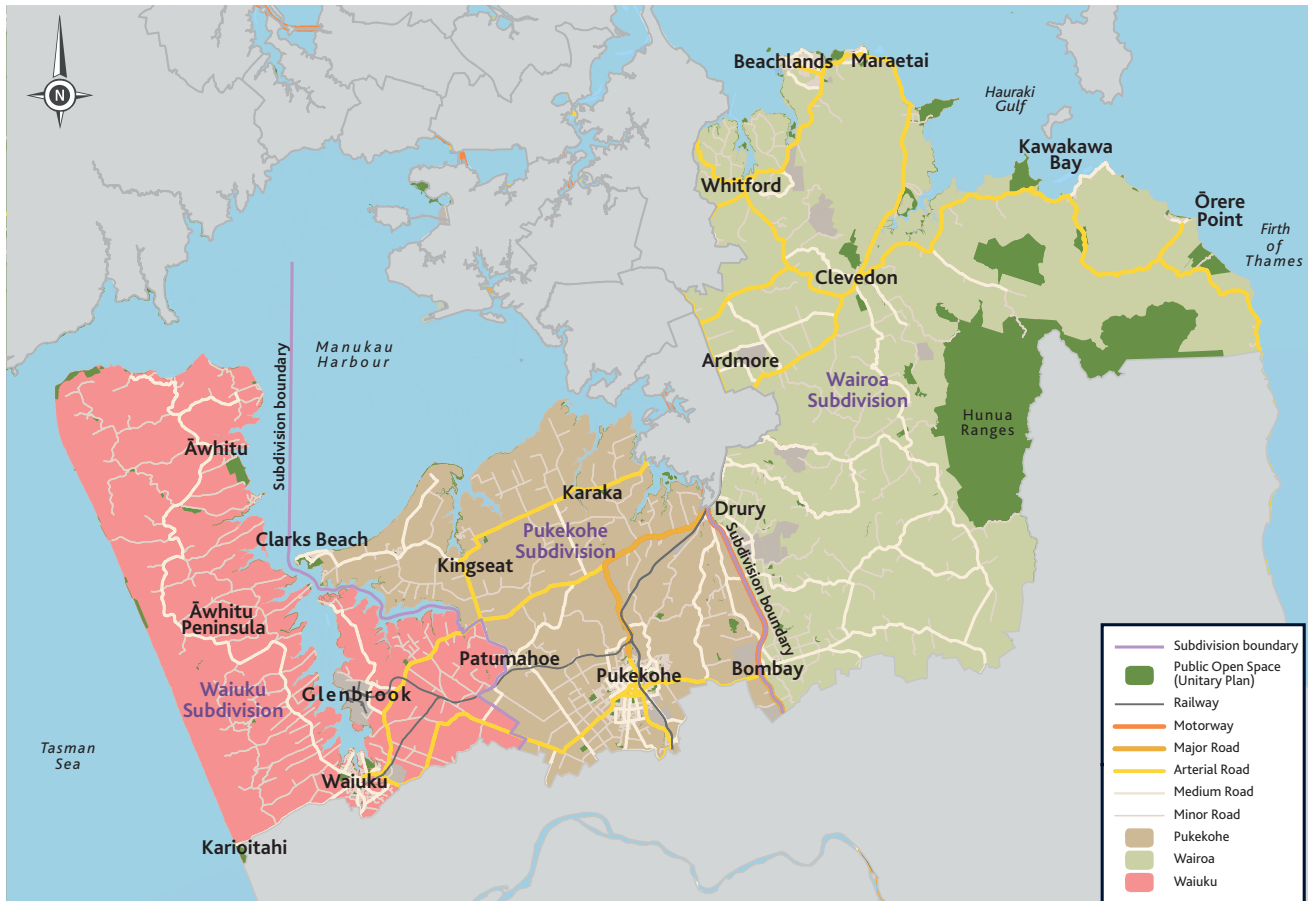 Beachlands
Maraetai
Hauraki
Gulf
Kawakawa
Bay
N
Whitford
Ōrere
Point
Firth
of
Thames
Clevedon
Manukau
Harbour
Subdivision boundary
Ardmore
Wairoa
Subdivision
Hunua
Ranges
Āwhitu
Karaka
Drury
Pukekohe
Subdivision
Clarks Beach
Kingseat
Subdivision boundary
Āwhitu
Peninsula
Patumahoe
Bombay
Pukekohe
Glenbrook
Waiuku
Subdivision
Tasman
Sea
Waiuku
Karioitahi
Subdivision boundary
Public Open Space
(Unitary Plan)
Railway
Motorway
Major Road
Arterial Road
Medium Road
Minor Road
Pukekohe
Wairoa
Waiuku